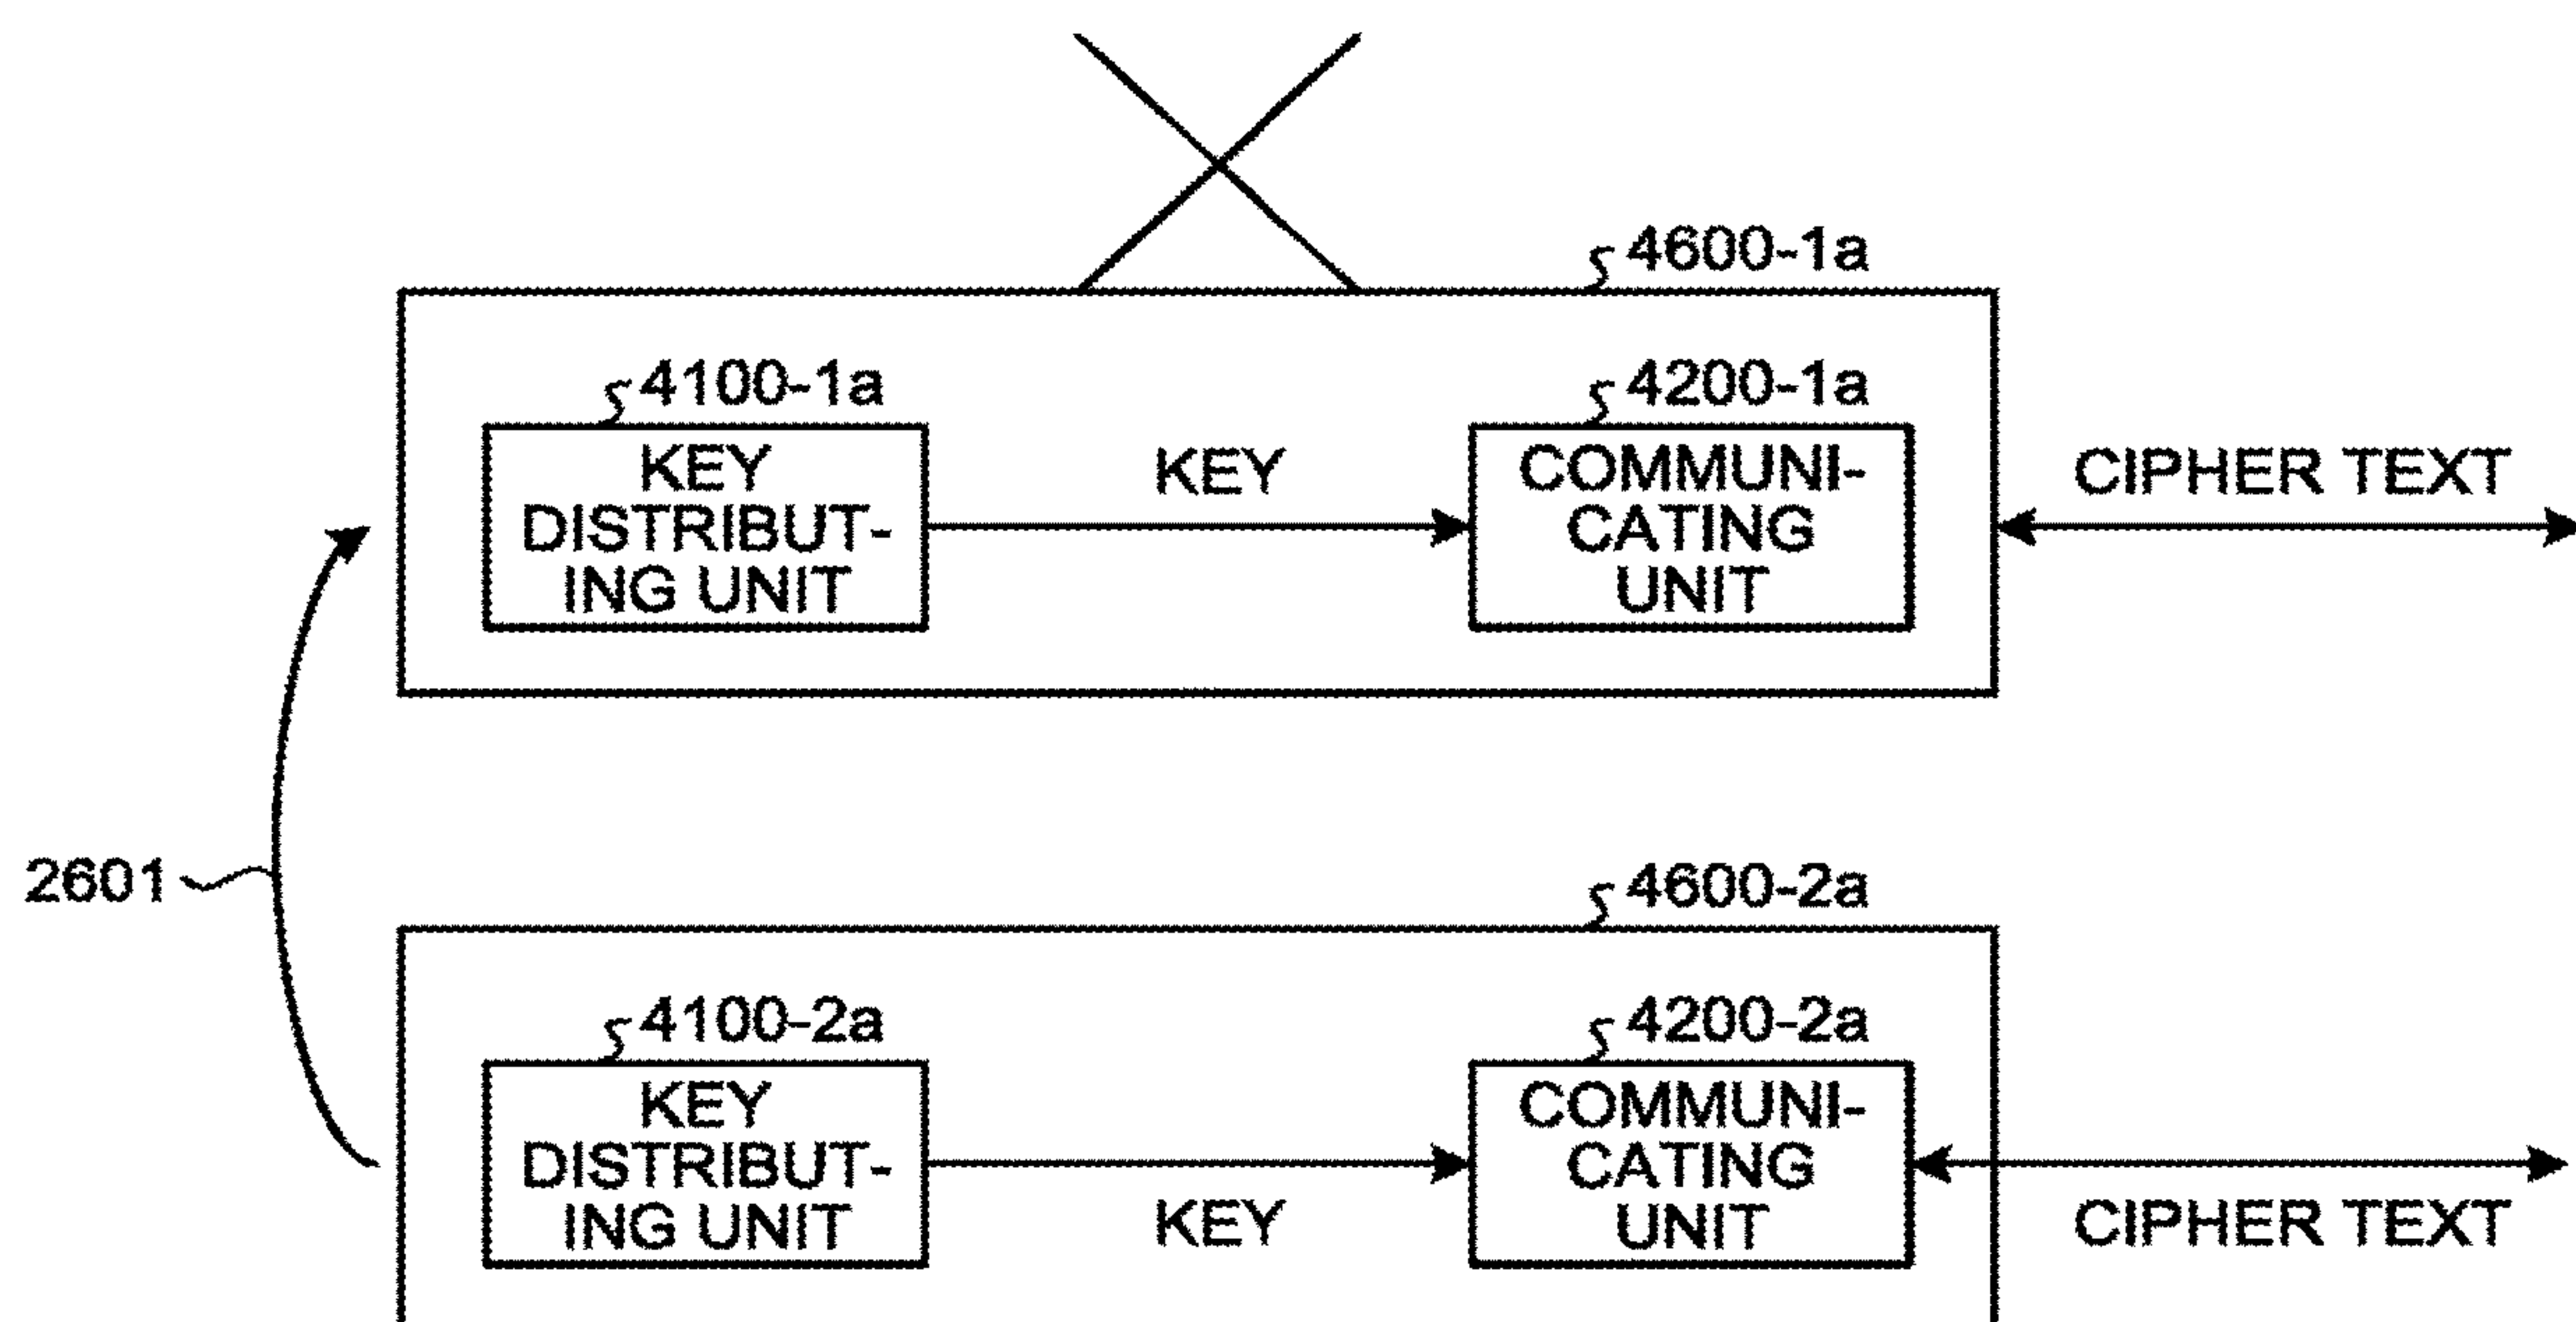 4600-1a
4100-1a
4200-1a
KEY
DISTRIBUT-
ING UNIT
KEY
COMMUNI-
CATING
UNIT
CIPHER TEXT
2601
4600-2a
4100-2a
4200-2a
KEY
DISTRIBUT-
ING UNIT
KEY
COMMUNI-
CATING
UNIT
CIPHER TEXT